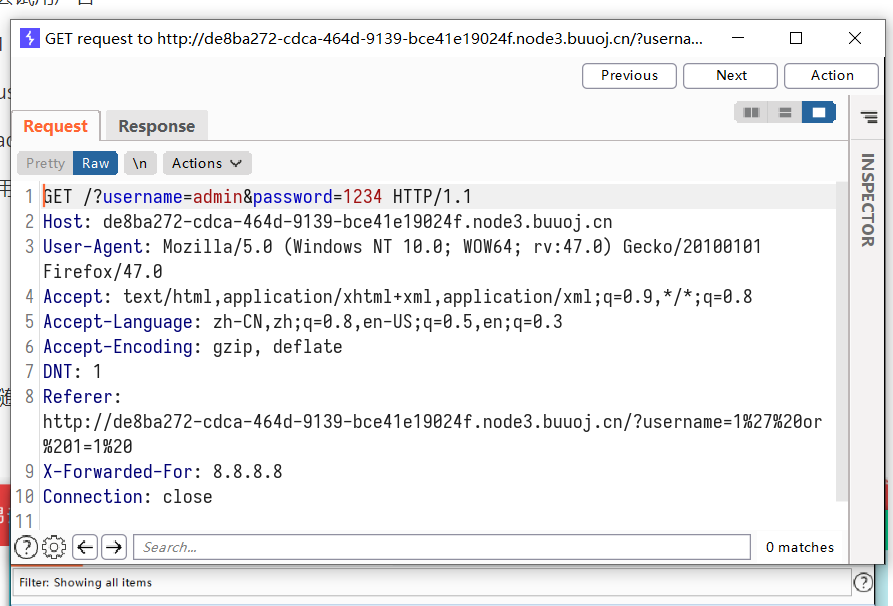 GET request to http://de8ba272-cdca-464d-9139-bce41e19024f.node3.buuoj.cn/?userna...
Previous Next Action
Request Response
Pretty Raw \n Actions
INSPECTOR
1 GET /?username=admin&password=1234 HTTP/1.1
2 Host: de8ba272-cdca-464d-9139-bce41e19024f.node3.buuoj.cn
3 User-Agent: Mozilla/5.0 (Windows NT 10.0; WOW64; rv:47.0) Gecko/20100101
Firefox/47.0
4 Accept: text/html,application/xhtml+xml,application/xml;q=0.9,*/*;q=0.8
5 Accept-Language: zh-CN,zh;q=0.8,en-US;q=0.5,en;q=0.3
6 Accept-Encoding: gzip, deflate
7 DNT: 1
8 Referer:
http://de8ba272-cdca-464d-9139-bce41e19024f.node3.buuoj.cn/?username=1%27%20or
%201=1%20
9 X-Forwarded-For: 8.8.8.8
10 Connection: close
11
Search... 0 matches
Filter: Showing all items